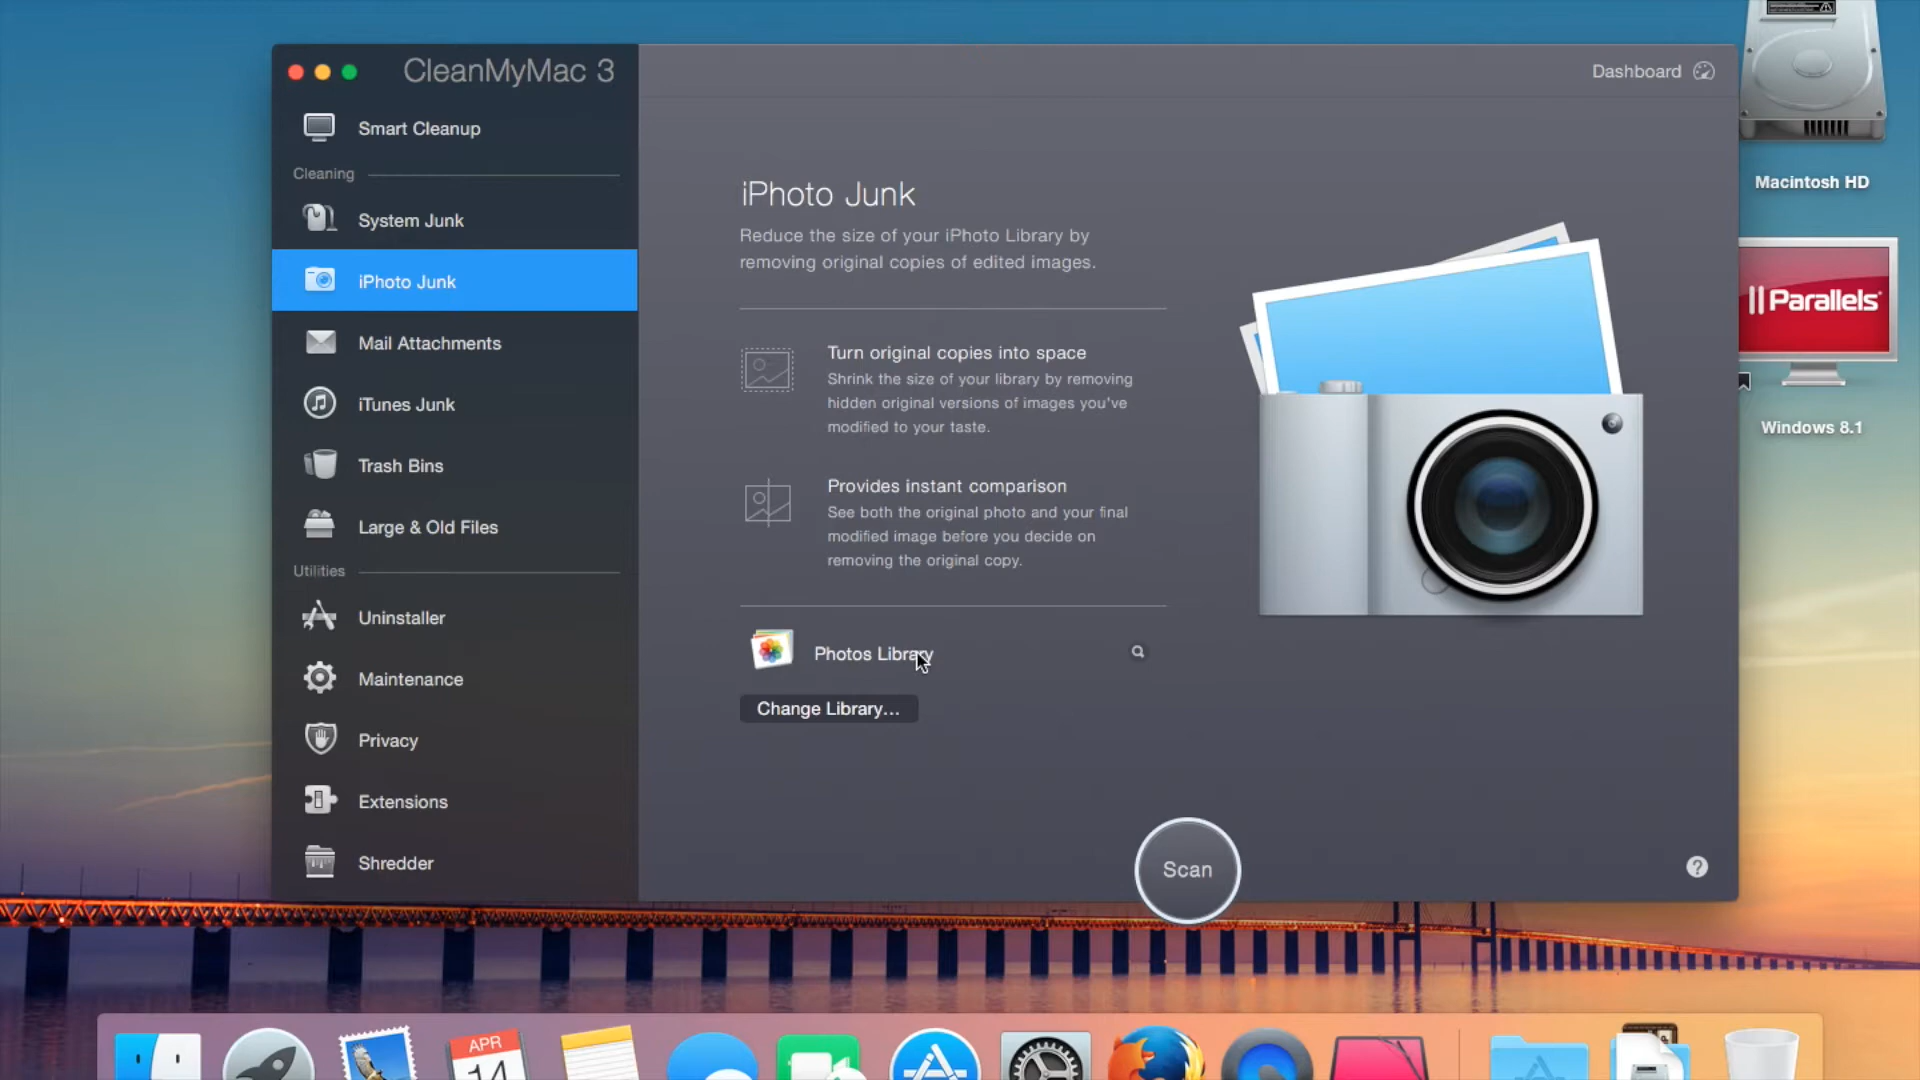 CleanMyMac 3
Dashboard
Smart Cleanup
Cleaning
System Junk
iPhoto Junk
Mail Attachments
iTunes Junk
Trash Bins
Large & Old Files
Utilities
Uninstaller
Maintenance
Privacy
Extensions
Shredder
iPhoto Junk
Reduce the size of your iPhoto Library by
removing original copies of edited images.
Turn original copies into space
Shrink the size of your library by removing
hidden original versions of images you've
modified to your taste.
Provides instant comparison
See both the original photo and your final
modified image before you decide on
removing the original copy.
Photos Library
Change Library...
Scan
?
Macintosh HD
Parallels
Windows 8.1
APR
14